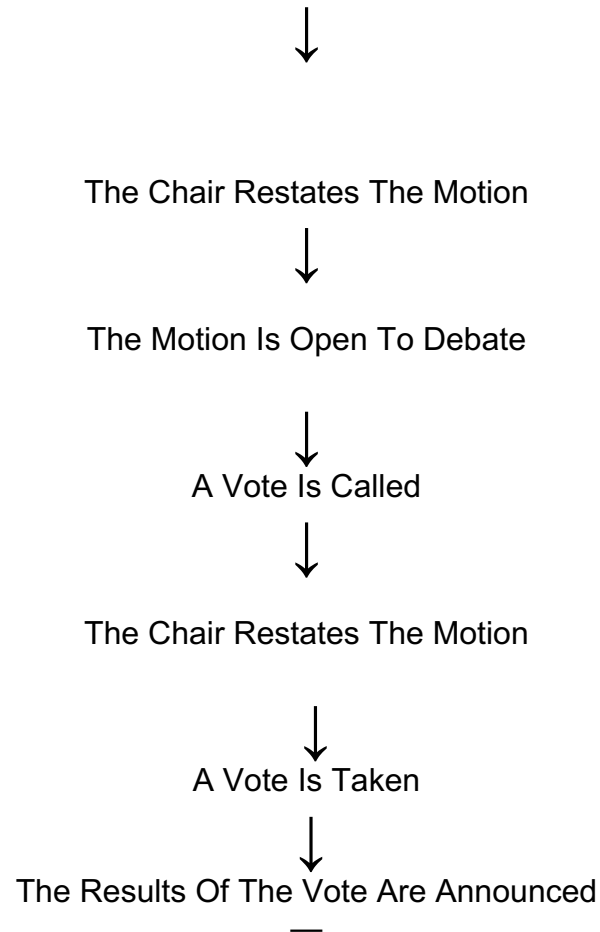 The Chair Restates The Motion
The Motion Is Open To Debate
A Vote Is Called
The Chair Restates The Motion
A Vote Is Taken
The Results Of The Vote Are Announced